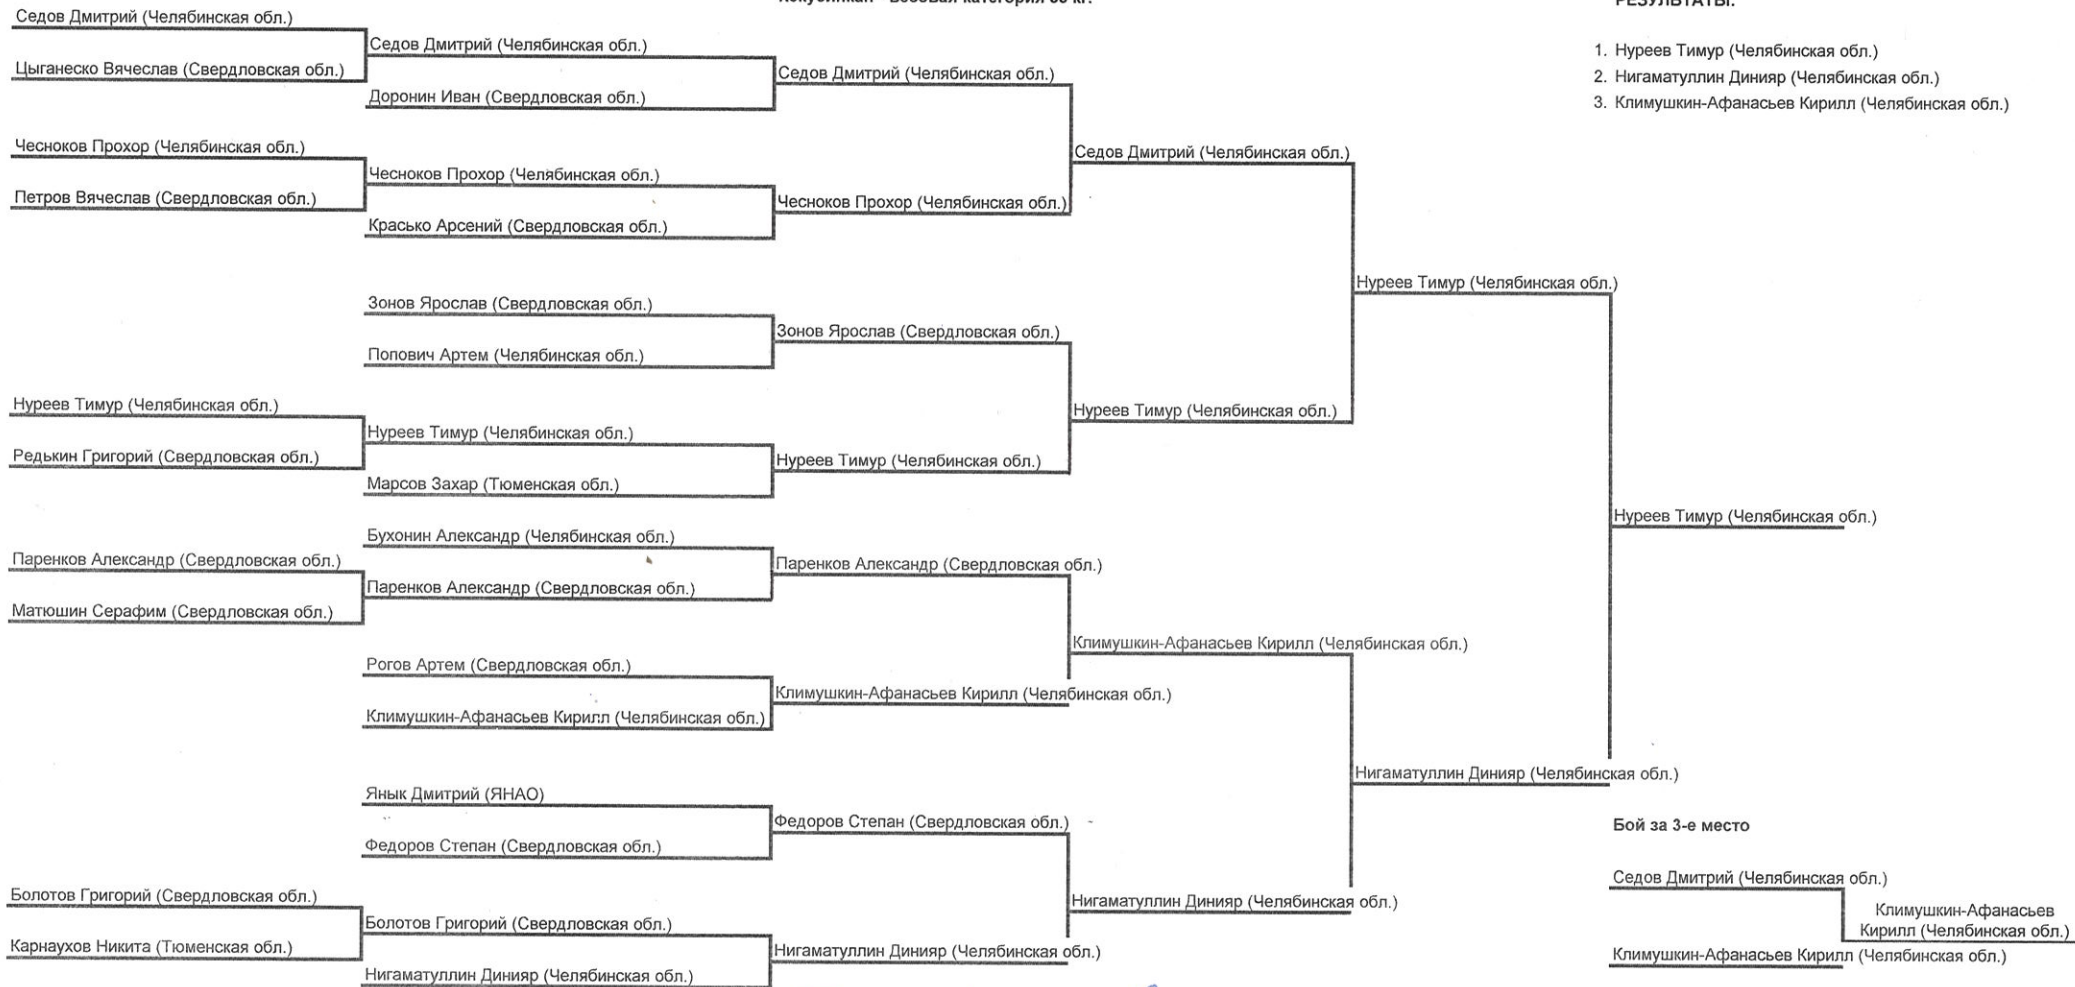 РЕЗУЛЬТАТЫ:
1. Нуреев Тимур (Челябинская обл.)
2. Нигаматуллин Динияр (Челябинская обл.)
3. Климушкин-Афанасьев Кирилл (Челябинская обл.)
Седов Дмитрий (Челябинская обл.)
Цыганеско Вячеслав (Свердловская обл.)
Чесноков Прохор (Челябинская обл.)
Петров Вячеслав (Свердловская обл.)
Нуреев Тимур (Челябинская обл.)
Редькин Григорий (Свердловская обл.)
Паренков Александр (Свердловская обл.)
Матюшин Серафим (Свердловская обл.)
Болотов Григорий (Свердловская обл.)
Карнаухов Никита (Тюменская обл.)
Седов Дмитрий (Челябинская обл.)
Доронин Иван (Свердловская обл.)
Чесноков Прохор (Челябинская обл.)
Красько Арсений (Свердловская обл.)
Зонов Ярослав (Свердловская обл.)
Попович Артем (Челябинская обл.)
Нуреев Тимур (Челябинская обл.)
Марсов Захар (Тюменская обл.)
Бухонин Александр (Челябинская обл.)
Паренков Александр (Свердловская обл.)
Рогов Артем (Свердловская обл.)
Климушкин-Афанасьев Кирилл (Челябинская обл.)
Янык Дмитрий (ЯНАО)
Федоров Степан (Свердловская обл.)
Болотов Григорий (Свердловская обл.)
Нигаматуллин Динияр (Челябинская обл.)
Седов Дмитрий (Челябинская обл.)
Чесноков Прохор (Челябинская обл.)
Зонов Ярослав (Свердловская обл.)
Нуреев Тимур (Челябинская обл.)
Паренков Александр (Свердловская обл.)
Климушкин-Афанасьев Кирилл (Челябинская обл.)
Федоров Степан (Свердловская обл.)
Нигаматуллин Динияр (Челябинская обл.)
Седов Дмитрий (Челябинская обл.)
Нуреев Тимур (Челябинская обл.)
Климушкин-Афанасьев Кирилл (Челябинская обл.)
Нигаматуллин Динияр (Челябинская обл.)
Нуреев Тимур (Челябинская обл.)
Нигаматуллин Динияр (Челябинская обл.)
Нуреев Тимур (Челябинская обл.)
Бой за 3-е место
Седов Дмитрий (Челябинская обл.)
Климушкин-Афанасьев Кирилл (Челябинская обл.)
Климушкин-Афанасьев
Кирилл (Челябинская обл.)